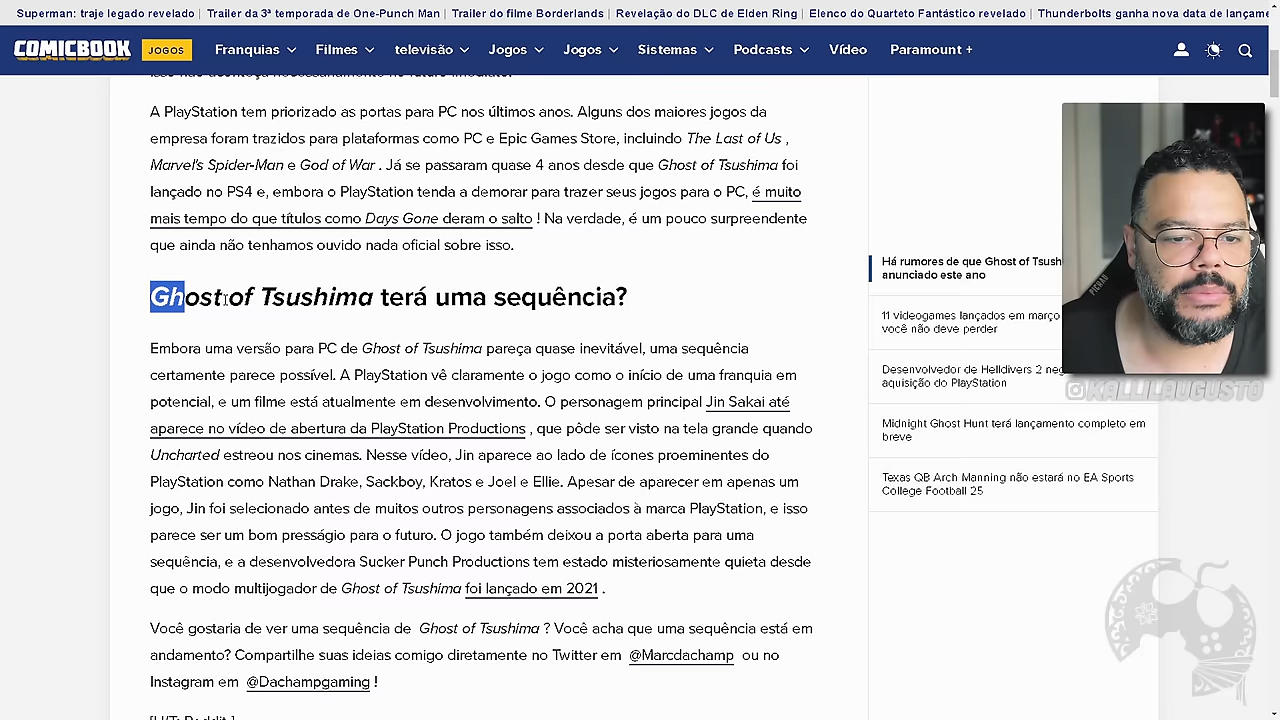 Superman: traje legado revelado | Trailer da 3ª temporada de One-Punch Man | Trailer do filme Borderlands | Revelação do DLC de Elden Ring | Elenco do Quarteto Fantástico revelado | Thunderbolts ganha nova data de lançame
COMICBOOK JOGOS Franquias Filmes televisão Jogos Jogos Sistemas Podcasts Vídeo Paramount +
A PlayStation tem priorizado as portas para PC nos últimos anos. Alguns dos maiores jogos da
empresa foram trazidos para plataformas como PC e Epic Games Store, incluindo The Last of Us ,
Marvel's Spider-Man e God of War . Já se passaram quase 4 anos desde que Ghost of Tsushima foi
lançado no PS4 e, embora o PlayStation tenda a demorar para trazer seus jogos para o PC, é muito
mais tempo do que títulos como Days Gone deram o salto ! Na verdade, é um pouco surpreendente
que ainda não tenhamos ouvido nada oficial sobre isso.
Ghost of Tsushima terá uma sequência?
Embora uma versão para PC de Ghost of Tsushima pareça quase inevitável, uma sequência
certamente parece possível. A PlayStation vê claramente o jogo como o início de uma franquia em
potencial, e um filme está atualmente em desenvolvimento. O personagem principal Jin Sakai até
aparece no vídeo de abertura da PlayStation Productions , que pôde ser visto na tela grande quando
Uncharted estreou nos cinemas. Nesse vídeo, Jin aparece ao lado de ícones proeminentes do
PlayStation como Nathan Drake, Sackboy, Kratos e Joel e Ellie. Apesar de aparecer em apenas um
jogo, Jin foi selecionado antes de muitos outros personagens associados à marca PlayStation, e isso
parece ser um bom presságio para o futuro. O jogo também deixou a porta aberta para uma
sequência, e a desenvolvedora Sucker Punch Productions tem estado misteriosamente quieta desde
que o modo multijogador de Ghost of Tsushima foi lançado em 2021 .
Você gostaria de ver uma sequência de Ghost of Tsushima ? Você acha que uma sequência está em
andamento? Compartilhe suas ideias comigo diretamente no Twitter em @Marcdachamp ou no
Instagram em @Dachampgaming !
Há rumores de que Ghost of Tsush
anunciado este ano
11 videogames lançados em março
você não deve perder
Desenvolvedor de Helldivers 2 neg
aquisição do PlayStation
Midnight Ghost Hunt terá lançamento completo em
breve
Texas QB Arch Manning não estará no EA Sports
College Football 25
PICHAU
@KALLILAUGUSTO